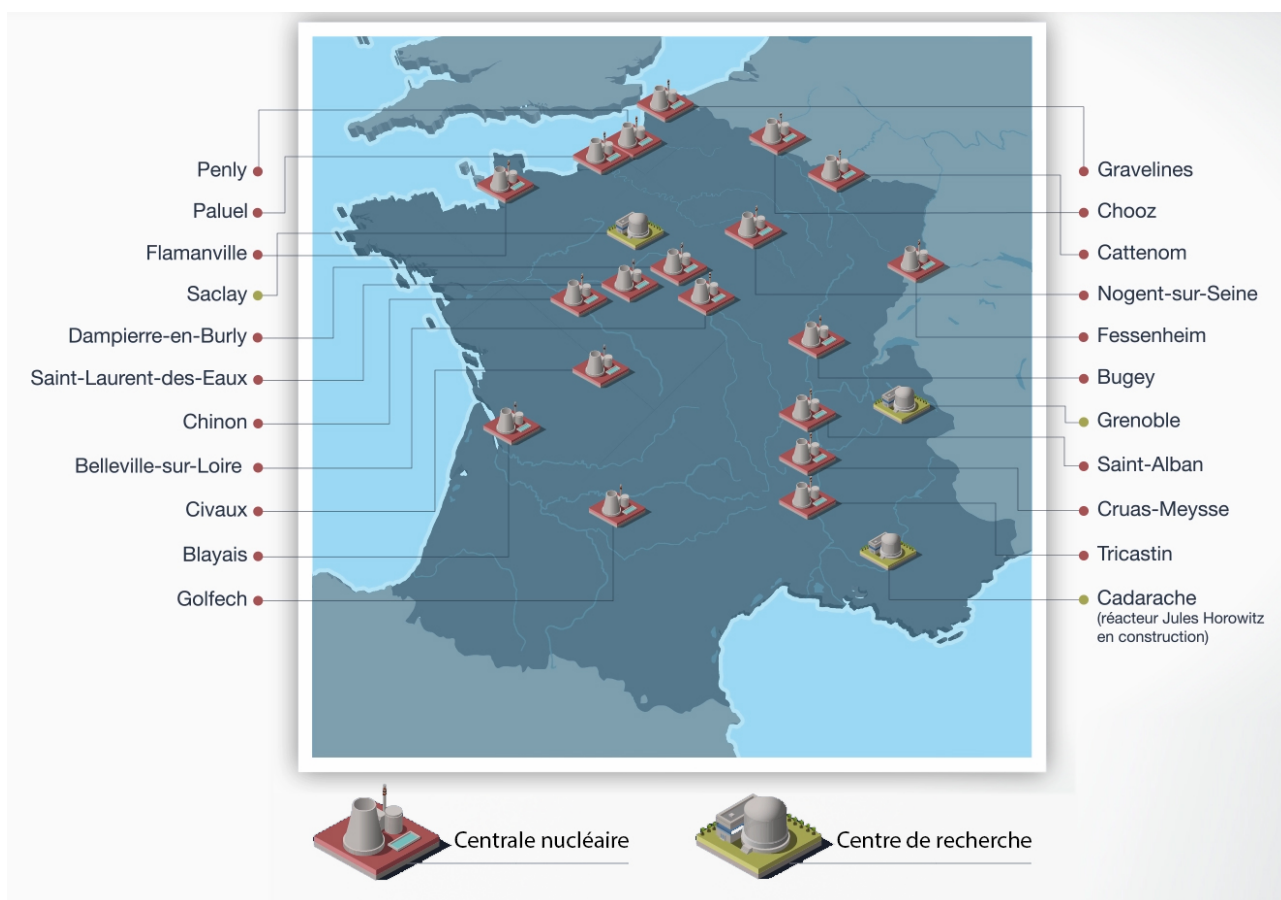 Penly
Paluel
Flamanville
Saclay
Dampierre-en-Burly
Saint-Laurent-des-Eaux
Chinon
Belleville-sur-Loire
Civaux
Blayais
Golfech
Gravelines
Chooz
Cattenom
Nogent-sur-Seine
Fessenheim
Bugey
Grenoble
Saint-Alban
Cruas-Meysse
Tricastin
Cadarache
(réacteur Jules Horowitz
en construction)
Centrale nucléaire
Centre de recherche